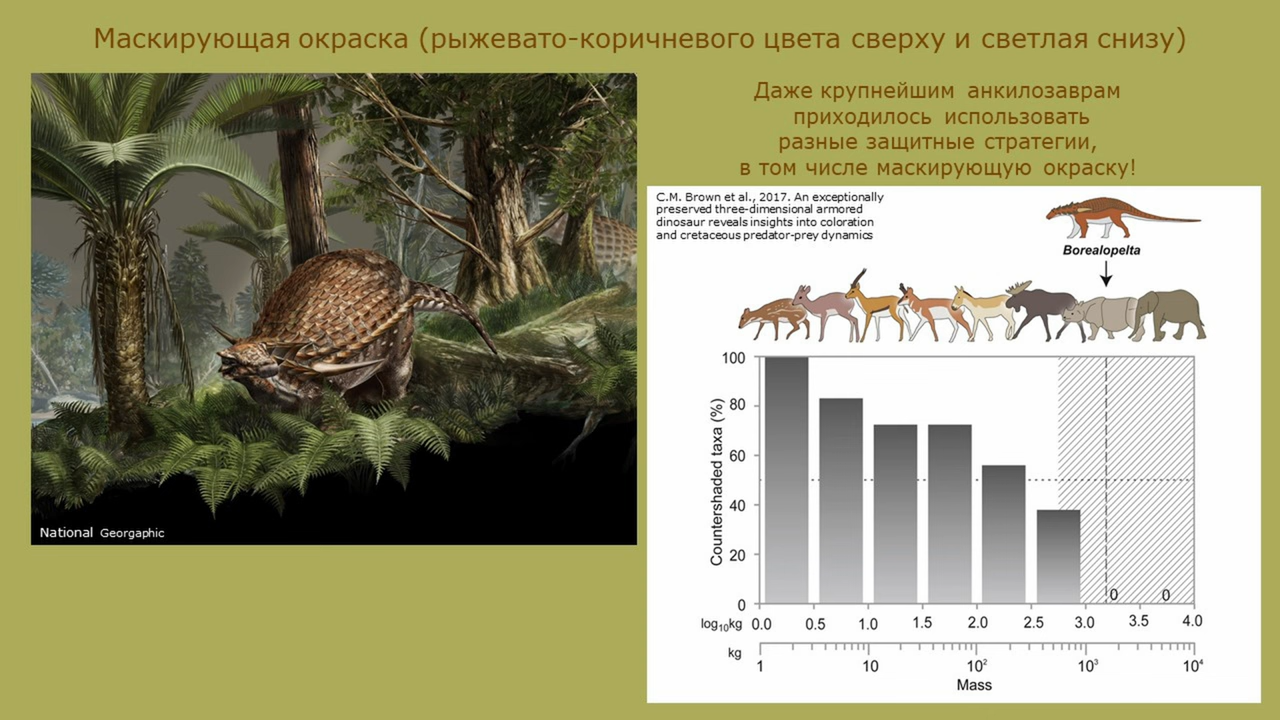 Маскирующая окраска (рыжевато-коричневого цвета сверху и светлая снизу)
Даже крупнейшим анкилозаврам
приходилось использовать
разные защитные стратегии,
в том числе маскирующую окраску!
National Georgaphic
C.M. Brown et al., 2017. An exceptionally
preserved three-dimensional armored
dinosaur reveals insights into coloration
and cretaceous predator-prey dynamics
Borealopelta
Countershaded taxa (%)
100
80
60
40
20
0
0 0
log₁₀kg 0.0 0.5 1.0 1.5 2.0 2.5 3.0 3.5 4.0
kg
1 10 10² 10³ 10⁴
Mass